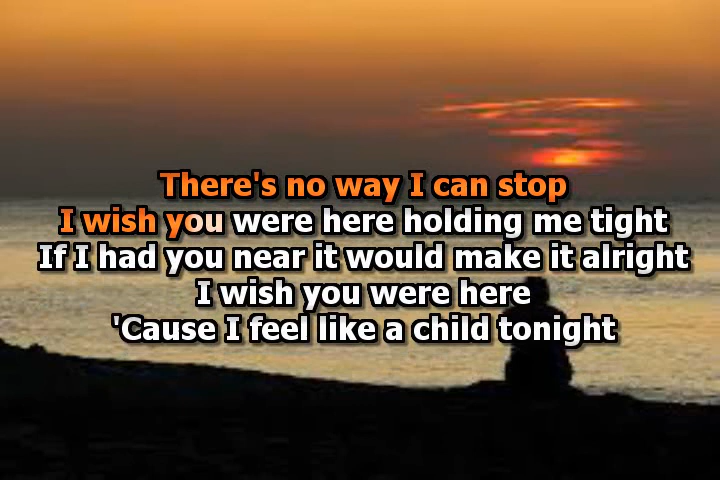 There's no way I can stop
I wish you were here holding me tight
If I had you near it would make it alright
I wish you were here
'Cause I feel like a child tonight